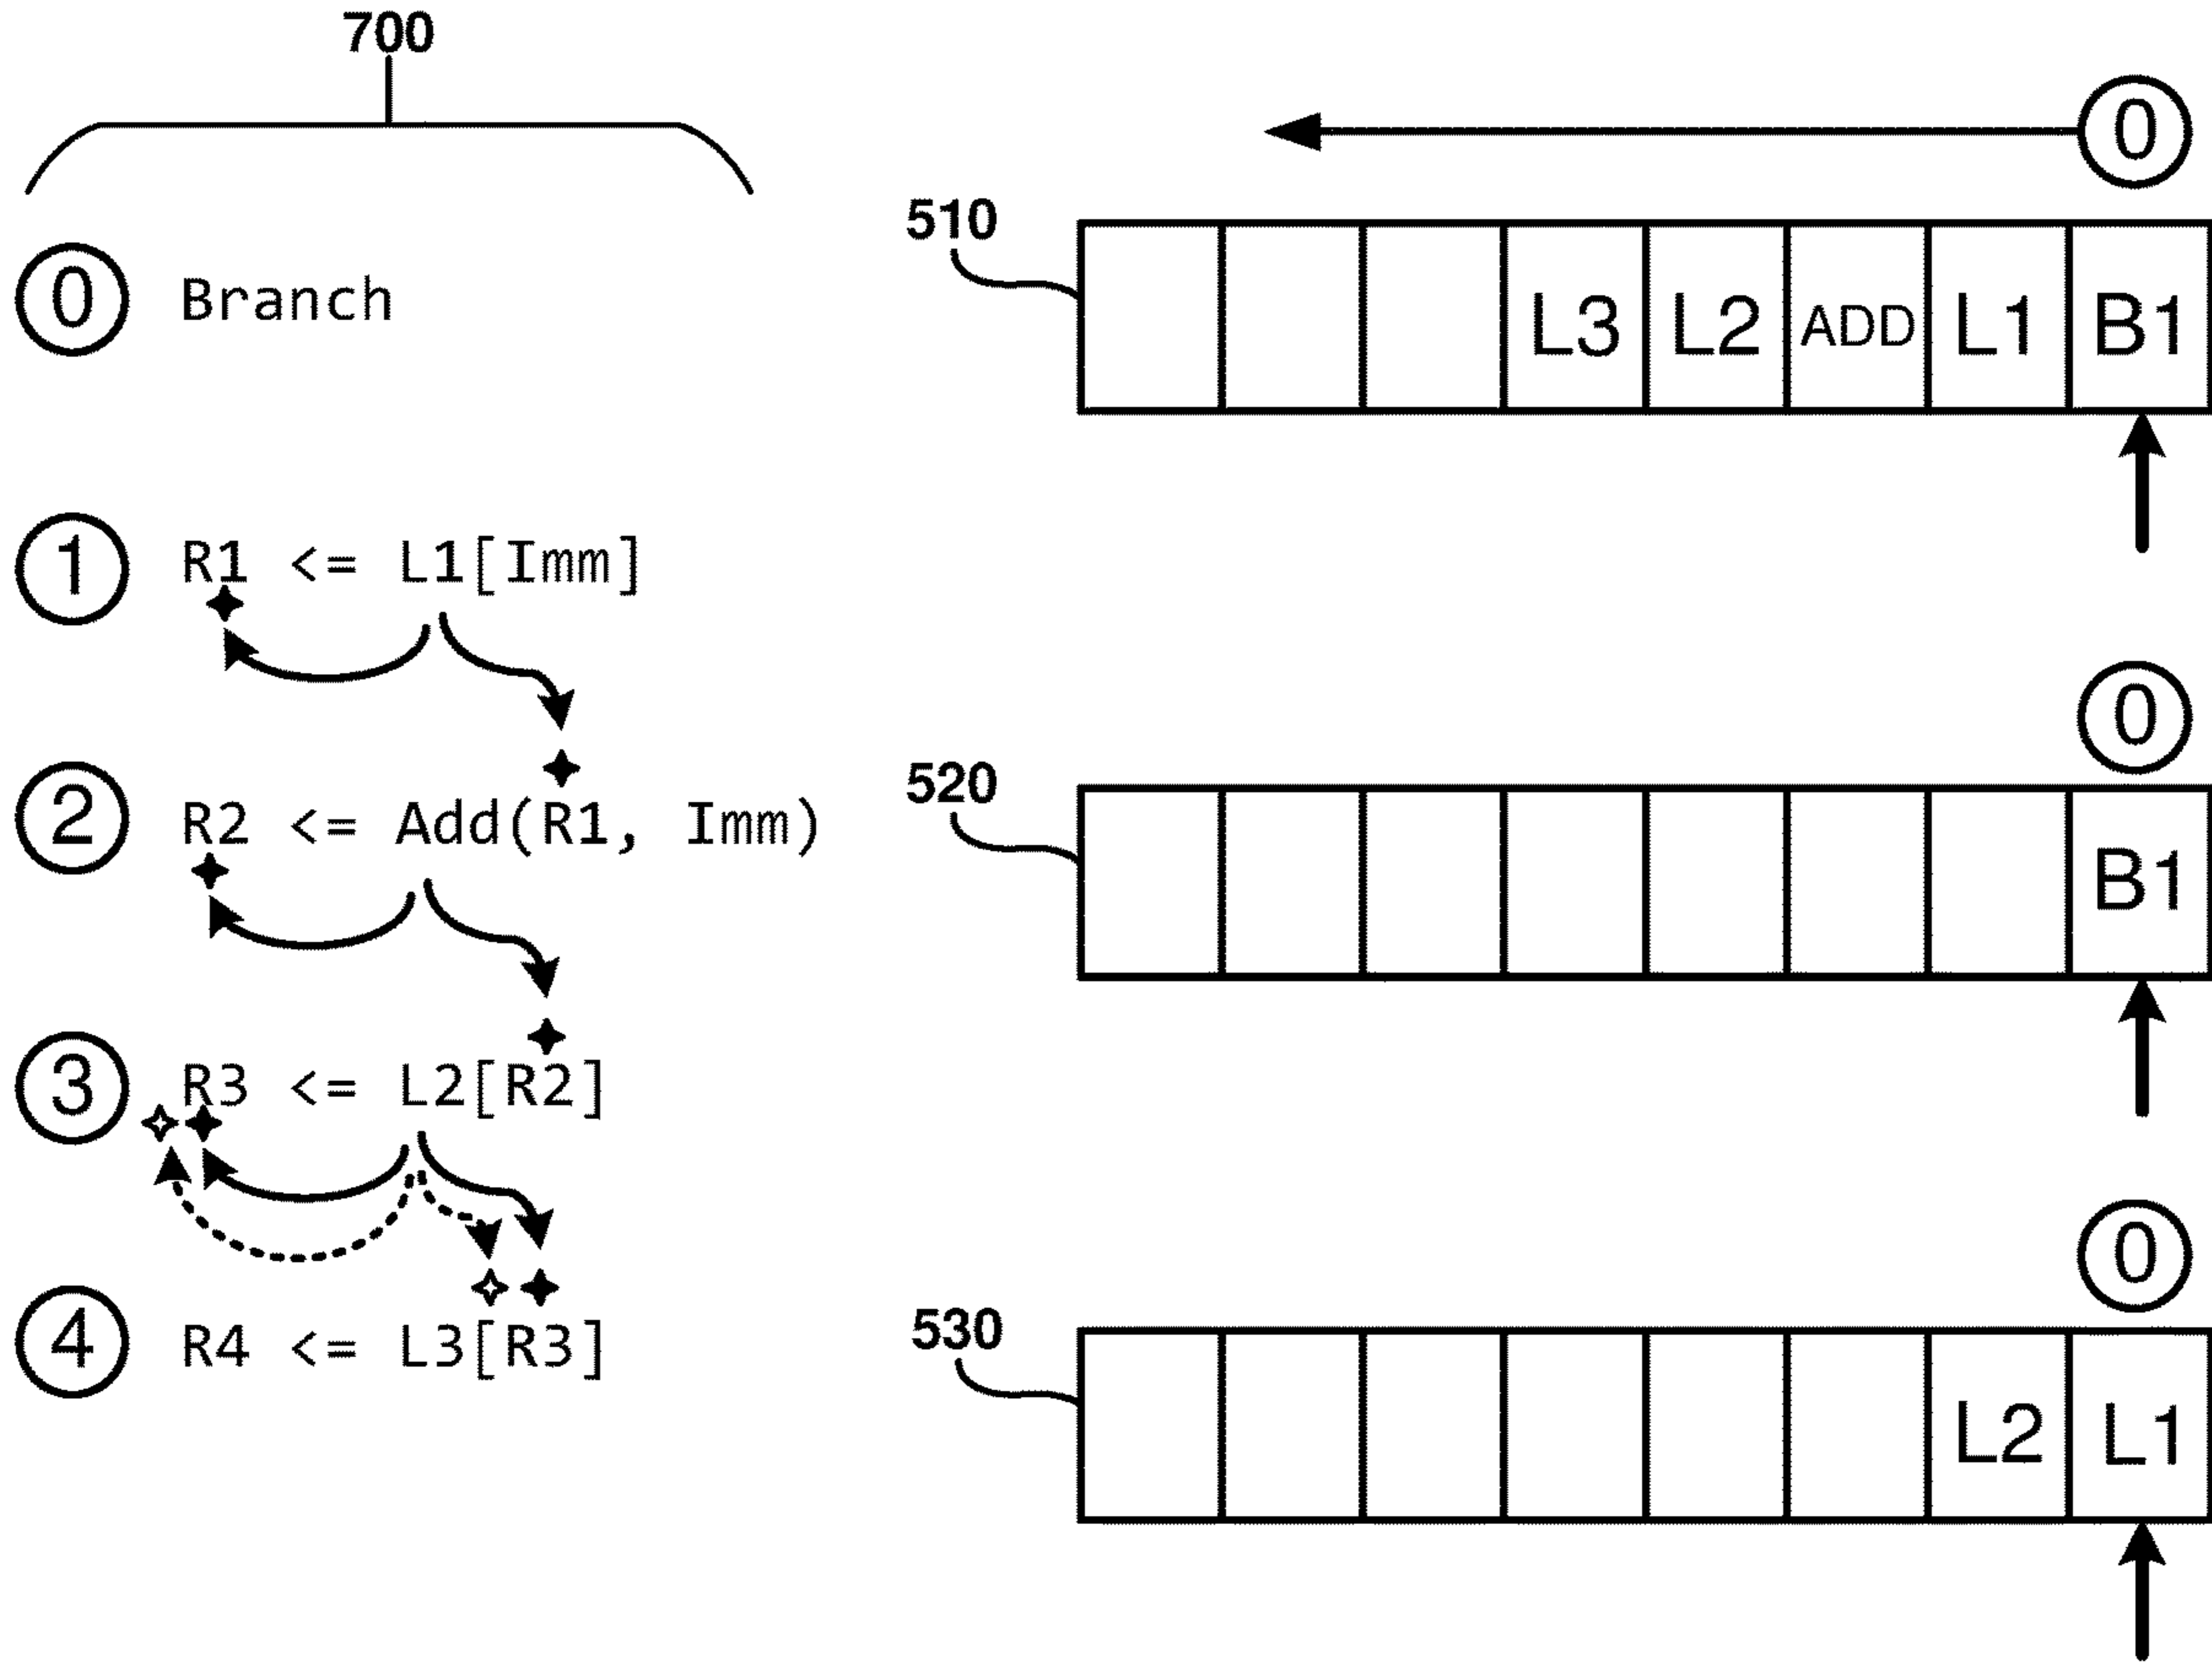 700
0 Branch
1 R1 <= L1[Imm]
2 R2 <= Add(R1, Imm)
3 R3 <= L2[R2]
4 R4 <= L3[R3]
0
510
L3 L2 ADD L1 B1
0
520
B1
0
530
L2 L1